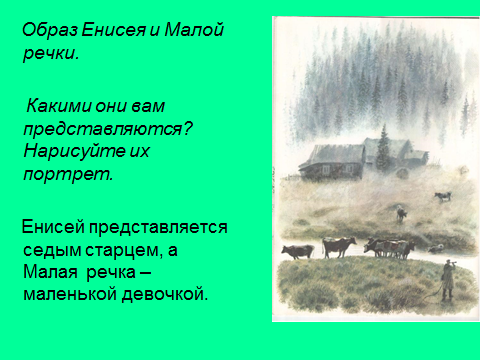 Образ Енисея и Малой
речки.
Какими они вам
представляются?
Нарисуйте их
портрет.
Енисей представляется
седым старцем, а
Малая речка –
маленькой девочкой.